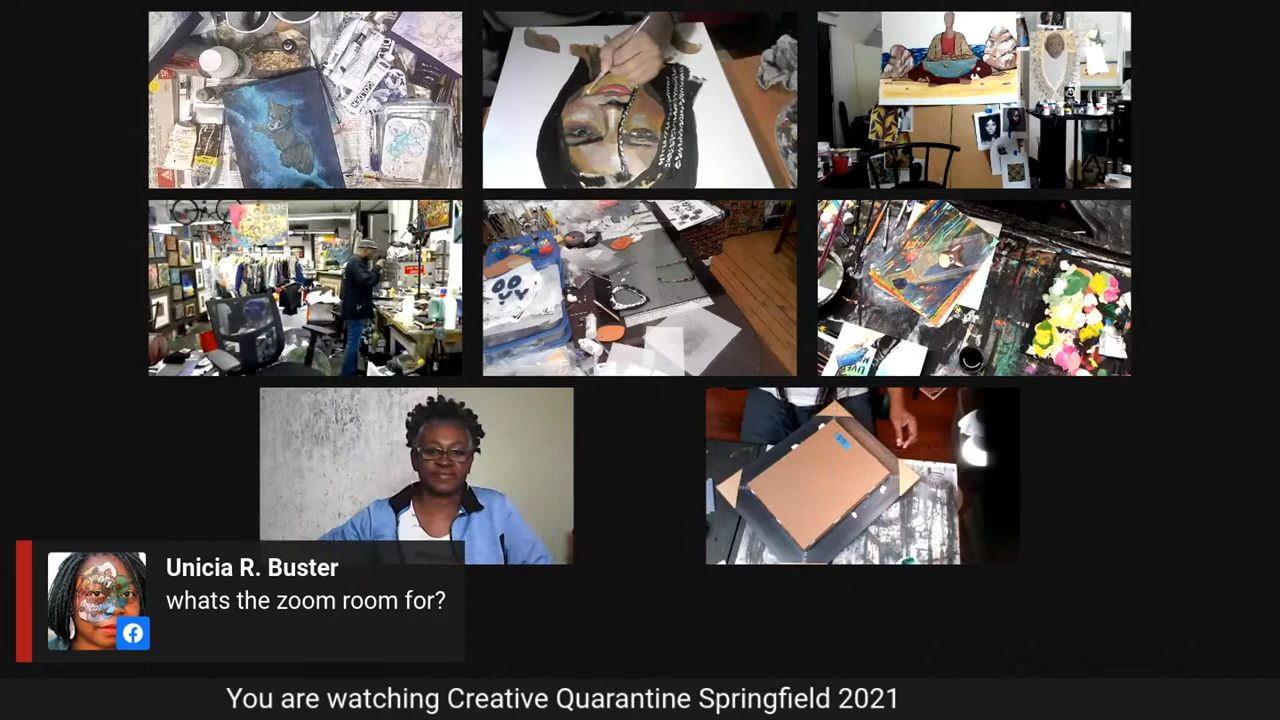 Unicia R. Buster
whats the zoom room for?
You are watching Creative Quarantine Springfield 2021